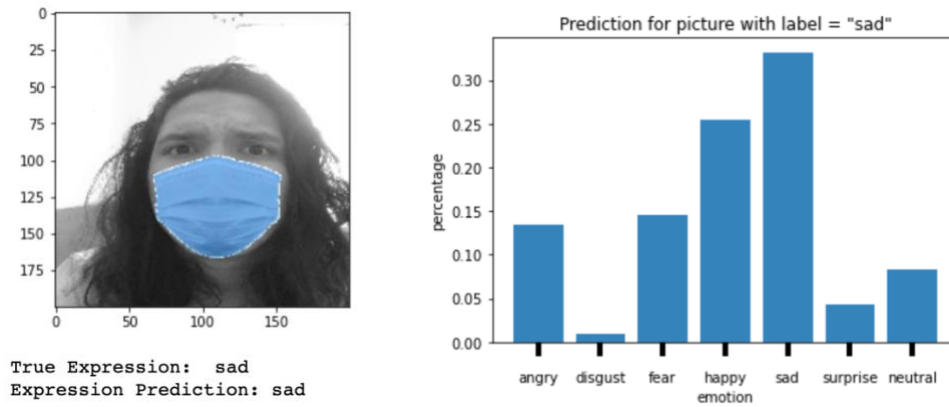 0
25
50
75
100
125
150
175
0 50 100 150
True Expression: sad
Expression Prediction: sad
Prediction for picture with label = "sad"
percentage
0.30
0.25
0.20
0.15
0.10
0.05
0.00
angry disgust fear happy sad surprise neutral
emotion